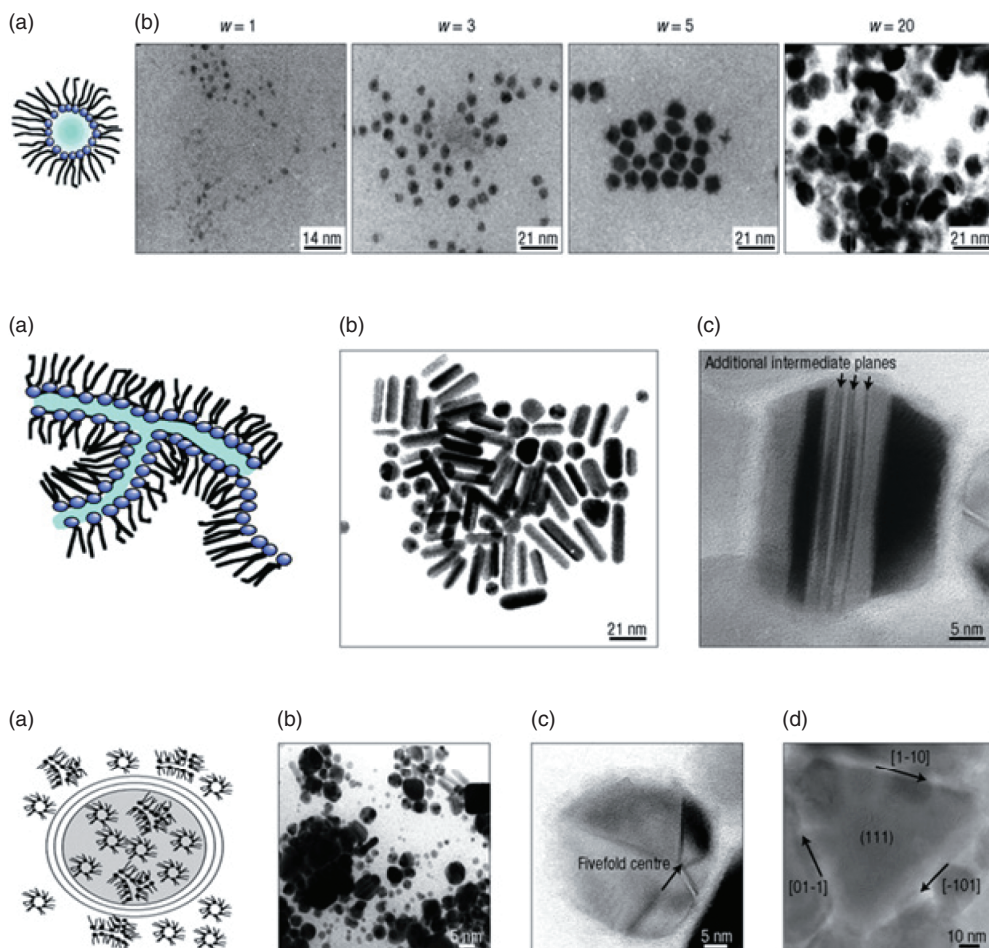 (a)
(b)
w = 1
w = 3
w = 5
w = 20
14 nm
21 nm
21 nm
21 nm
(a)
(b)
(c)
Additional intermediate planes
21 nm
5 nm
(a)
(b)
(c)
(d)
[1-10]
Fivefold centre
(111)
[01-1]
[-101]
5 nm
5 nm
10 nm